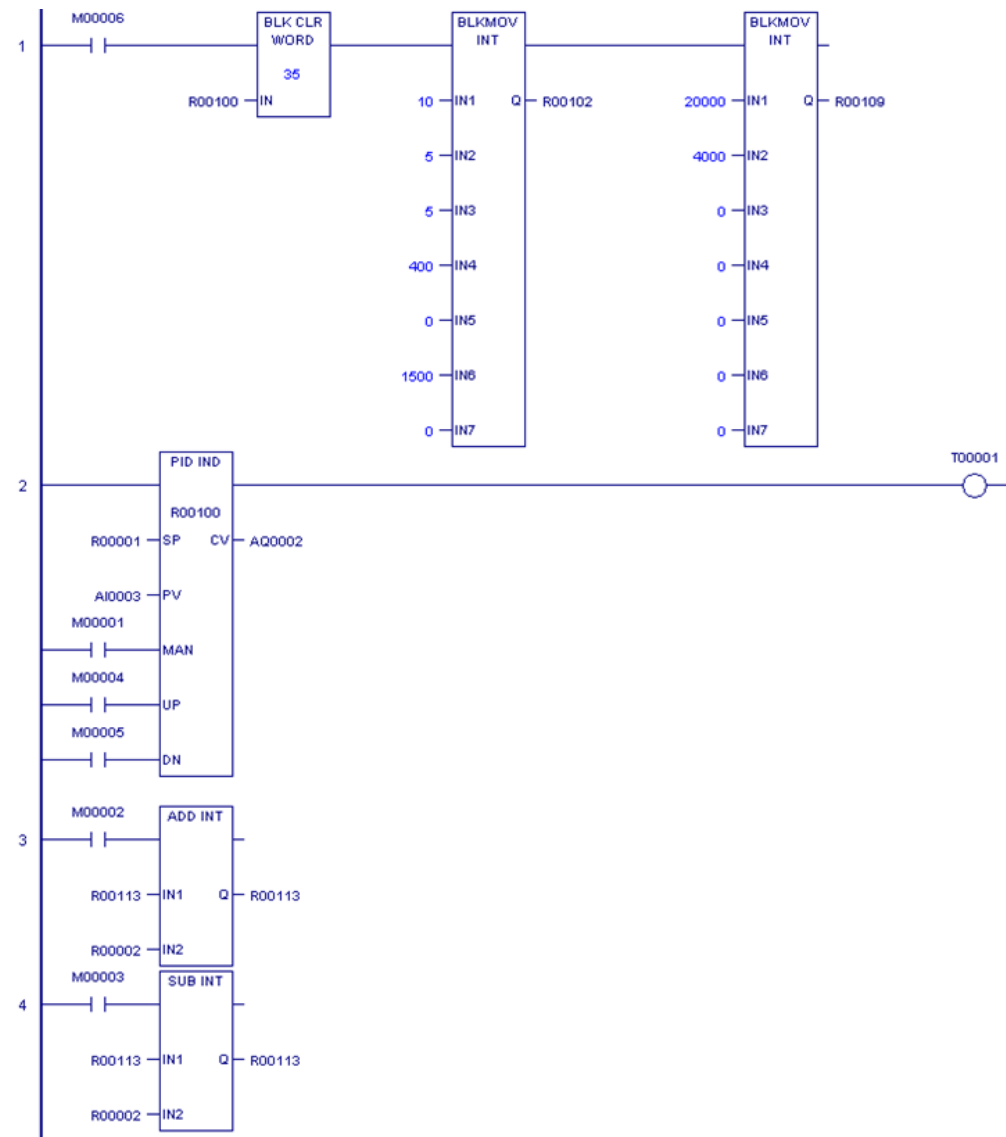 M00006
BLK CLR WORD
BLKMOV INT
BLKMOV INT
1
35
R00100 IN
10 IN1 Q R00102
20000 IN1 Q R00109
5 IN2
4000 IN2
5 IN3
0 IN3
400 IN4
0 IN4
0 IN5
0 IN5
1500 IN6
0 IN6
0 IN7
0 IN7
PID IND
T00001
2
R00100
R00001 SP CV AQ0002
AI0003 PV
M00001
MAN
M00004
UP
M00005
DN
M00002
ADD INT
3
R00113 IN1 Q R00113
R00002 IN2
M00003
SUB INT
4
R00113 IN1 Q R00113
R00002 IN2